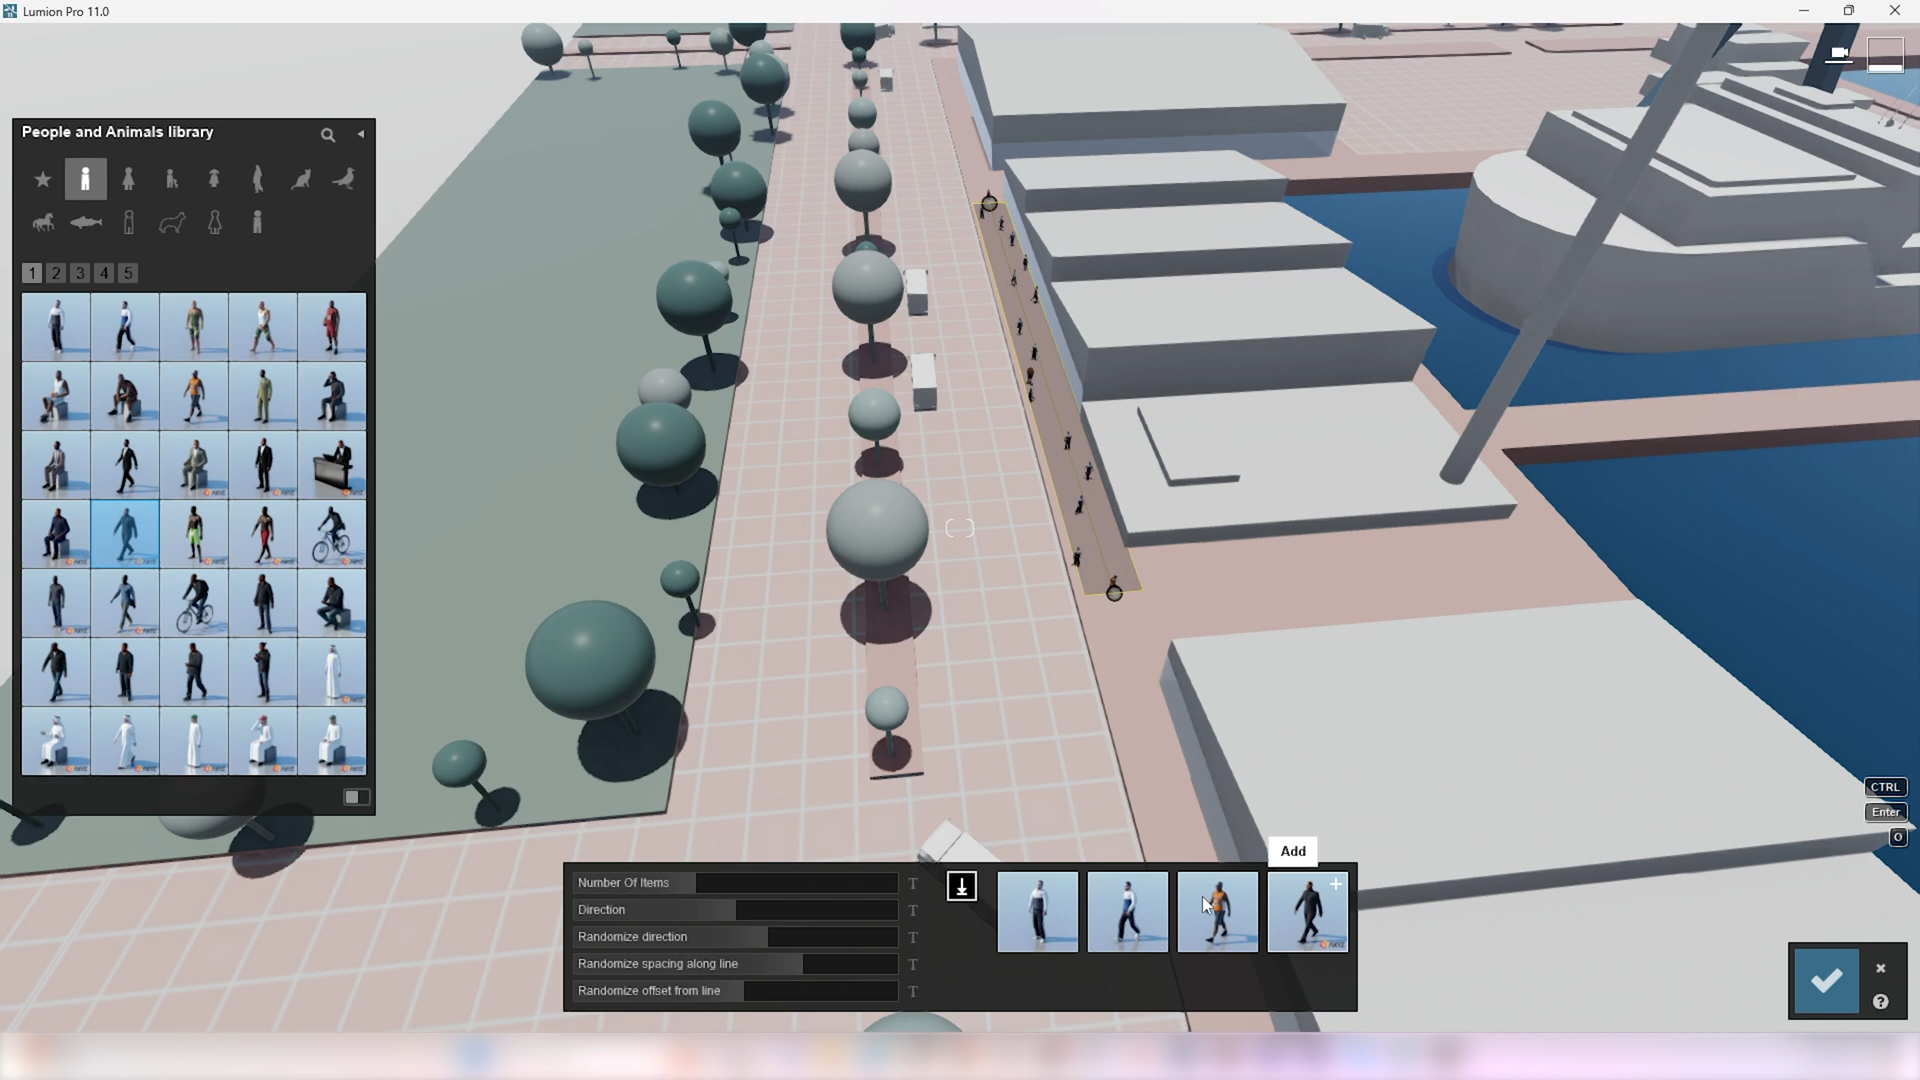 Lumion Pro 11.0
People and Animals library
1 2 3 4 5
CTRL
Enter
O
Add
Number Of Items T
Direction T
Randomize direction T
Randomize spacing along line T
Randomize offset from line T